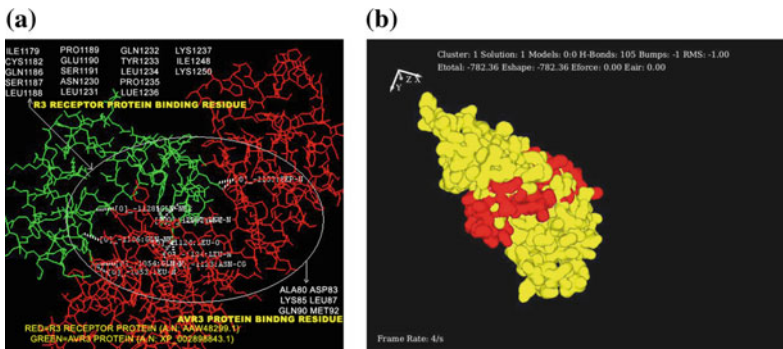 (a)
(b)
ILE1179 PRO1189 GLN1232 LYS1237
CYS1182 GLU1190 TYR1233 ILE1248
GLN1186 SER1191 LEU1234 LYS1250
SER1187 ASN1230 PRO1235
LEU1188 LEU1231 LUE1236
R3 RECEPTOR PROTEIN BINDING RESIDUE
ALA80 ASP83
LYS85 LEU87
GLN90 MET92
AVR3 PROTEIN BINDING RESIDUE
RED=R3 RECEPTOR PROTEIN (A.N. AAW48299.1)
GREEN=AVR3 PROTEIN (A.N. XP_002898843.1)
Cluster: 1 Solution: 1 Models: 0:0 H-Bonds: 105 Bumps: -1 RMS: -1.00
Etotal: -782.36 Eshape: -782.36 Eforce: 0.00 Eair: 0.00
Z X
Y
Frame Rate: 4/s